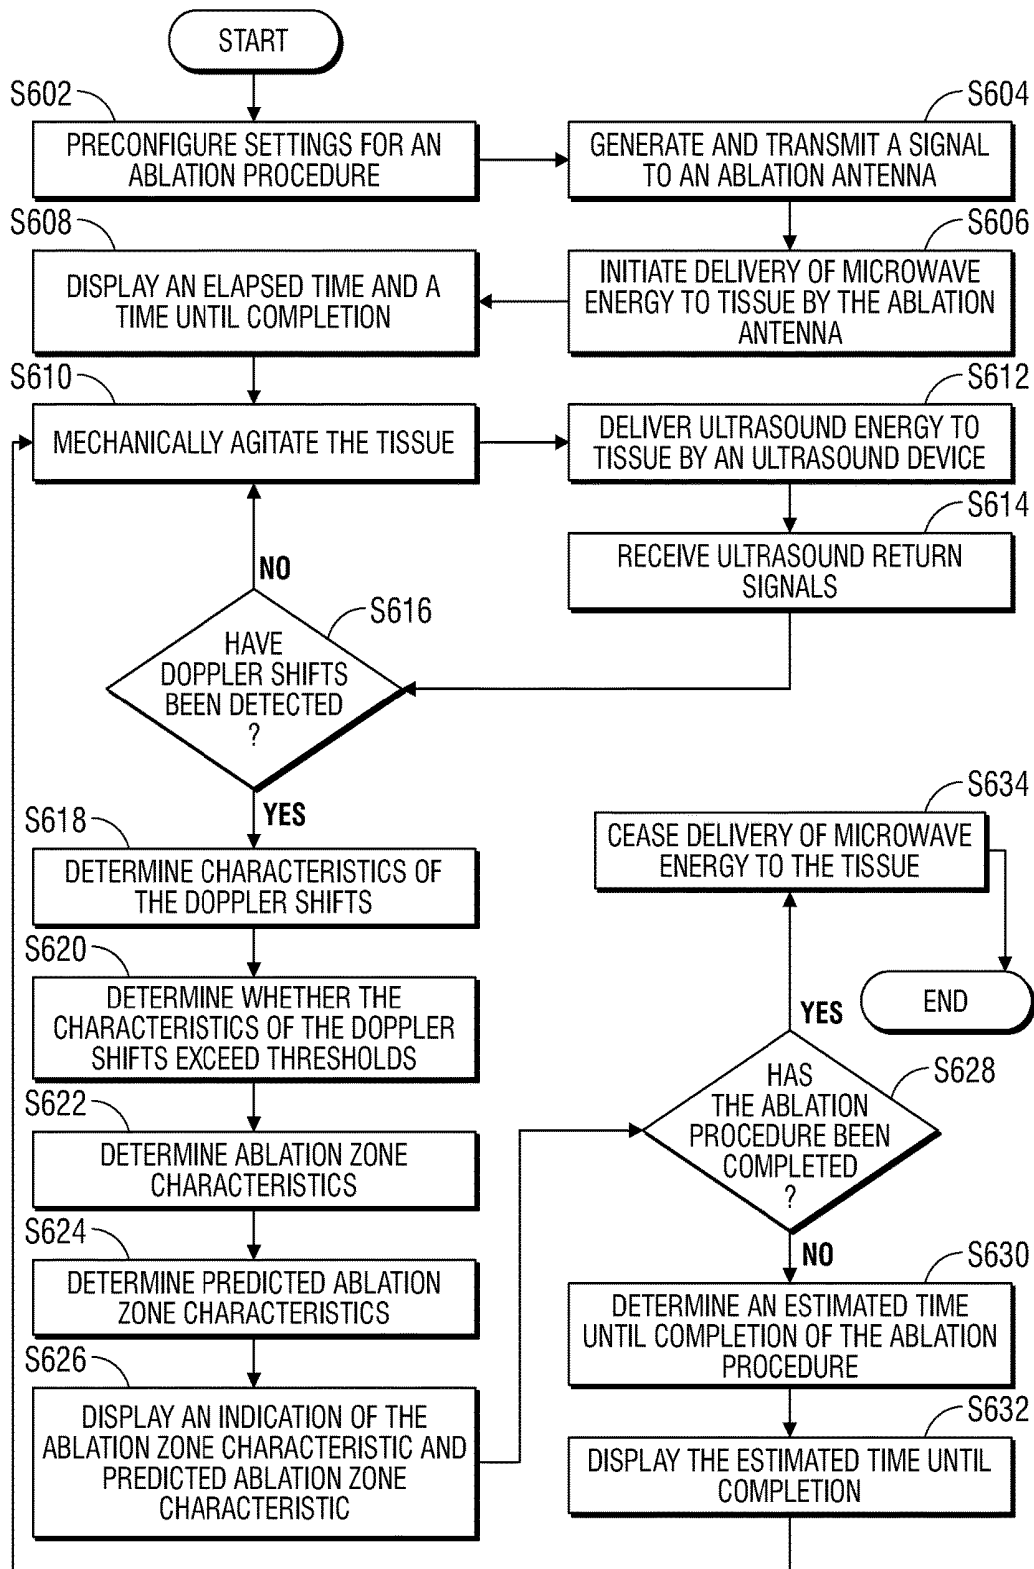 START
S602
PRECONFIGURE SETTINGS FOR AN
ABLATION PROCEDURE
S604
GENERATE AND TRANSMIT A SIGNAL
TO AN ABLATION ANTENNA
S606
INITIATE DELIVERY OF MICROWAVE
ENERGY TO TISSUE BY THE ABLATION
ANTENNA
S608
DISPLAY AN ELAPSED TIME AND A
TIME UNTIL COMPLETION
S610
MECHANICALLY AGITATE THE TISSUE
S612
DELIVER ULTRASOUND ENERGY TO
TISSUE BY AN ULTRASOUND DEVICE
S614
RECEIVE ULTRASOUND RETURN
SIGNALS
NO
S616
HAVE
DOPPLER SHIFTS
BEEN DETECTED
?
YES
S618
DETERMINE CHARACTERISTICS OF
THE DOPPLER SHIFTS
S620
DETERMINE WHETHER THE
CHARACTERISTICS OF THE DOPPLER
SHIFTS EXCEED THRESHOLDS
S622
DETERMINE ABLATION ZONE
CHARACTERISTICS
S624
DETERMINE PREDICTED ABLATION
ZONE CHARACTERISTICS
S626
DISPLAY AN INDICATION OF THE
ABLATION ZONE CHARACTERISTIC AND
PREDICTED ABLATION ZONE
CHARACTERISTIC
S634
CEASE DELIVERY OF MICROWAVE
ENERGY TO THE TISSUE
END
YES
S628
HAS
THE ABLATION
PROCEDURE BEEN
COMPLETED
?
NO
S630
DETERMINE AN ESTIMATED TIME
UNTIL COMPLETION OF THE ABLATION
PROCEDURE
S632
DISPLAY THE ESTIMATED TIME UNTIL
COMPLETION